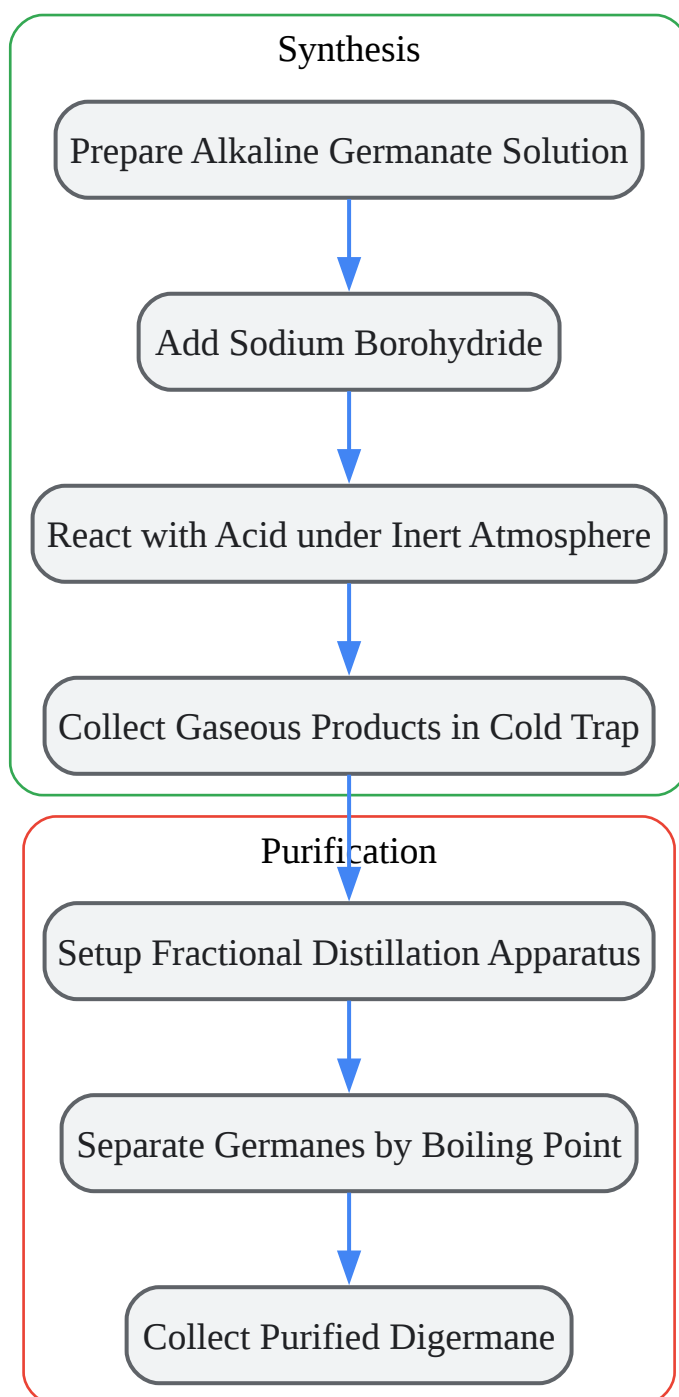 Synthesis
Prepare Alkaline Germanate Solution
Add Sodium Borohydride
React with Acid under Inert Atmosphere
Collect Gaseous Products in Cold Trap
Purification
Setup Fractional Distillation Apparatus
Separate Germanes by Boiling Point
Collect Purified Digermane